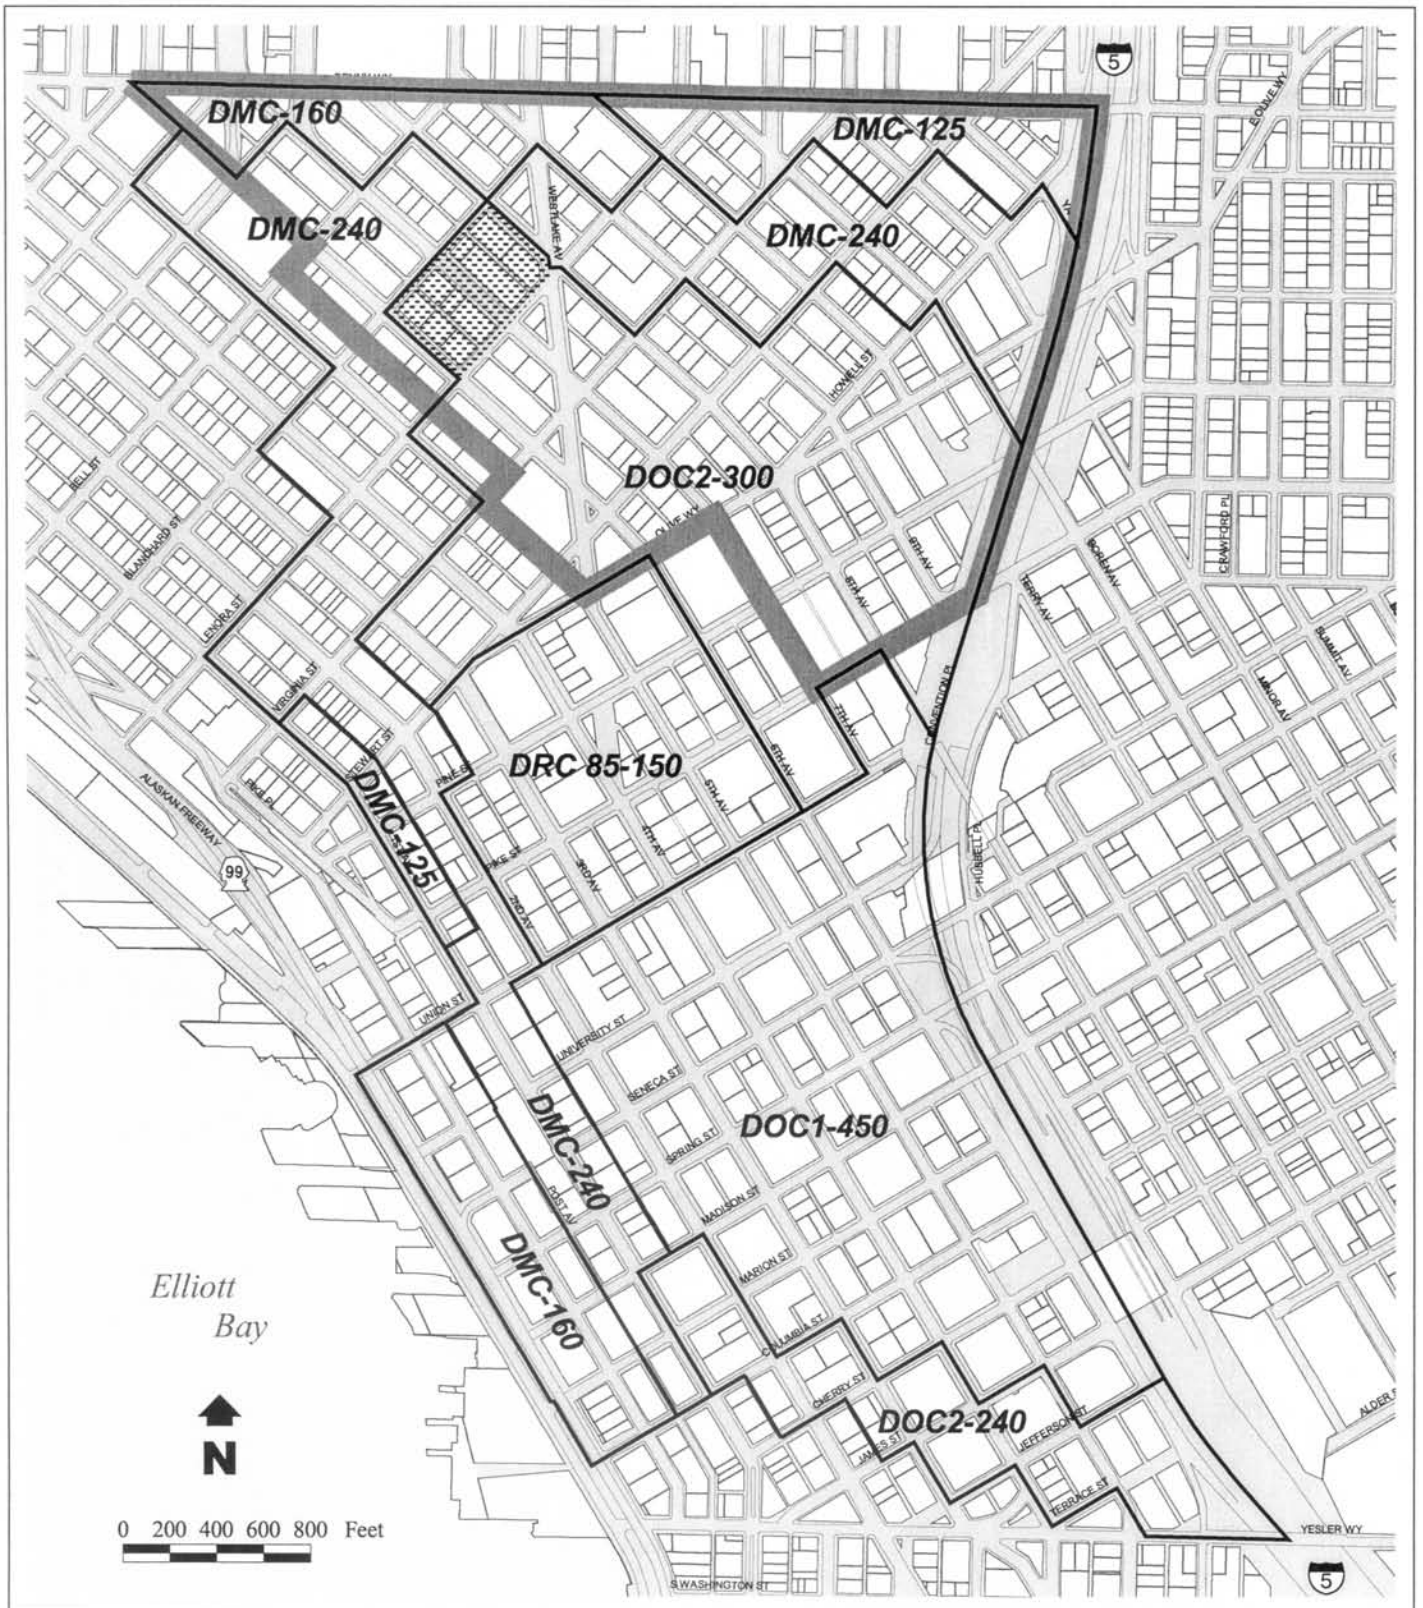 5
E OLIVE WY
DMC-160
DMC-125
WESTLAKE AV
DMC-240
DMC-240
HOWELL ST
DOC2-300
BELL ST
OLIVE WY
CRAWFORD PL
BLANCHARD ST
9TH AV
BOREN AV
8TH AV
TERRY AV
LENORA ST
SUMMIT AV
VIRGINIA ST
MINOR AV
CONVENTION PL
7TH AV
STEWART ST
PINE ST
DRC 85-150
6TH AV
PIKE PL
ALASKAN FREEWAY
DMC-125
5TH AV
4TH AV
HUBBELL PL
PIKE ST
3RD AV
99
2ND AV
UNION ST
UNIVERSITY ST
SENECA ST
DMC-240
DOC1-450
SPRING ST
POST AV
MADISON ST
DMC-160
MARION ST
Elliott
Bay
COLUMBIA ST
CHERRY ST
ALDER S
N
DOC2-240
JEFFERSON ST
JAMES ST
TERRACE ST
0 200 400 600 800 Feet
YESLER WY
S WASHINGTON ST
5